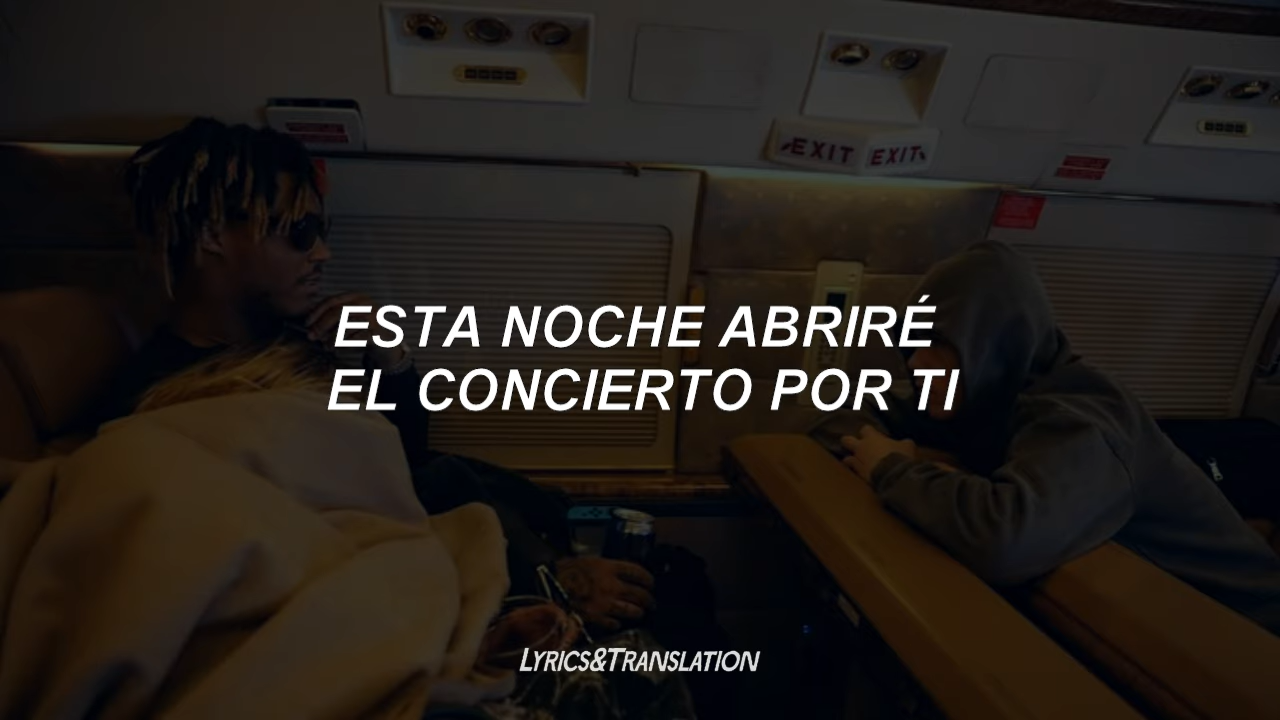 EXIT EXIT
ESTA NOCHE ABRIRÉ
EL CONCIERTO POR TI
LYRICS&TRANSLATION